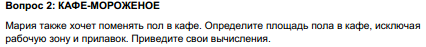 Вопрос 2: КАФЕ-МОРОЖЕНОЕ
Мария также хочет поменять пол в кафе. Определите площадь пола в кафе, исключая
рабочую зону и прилавок. Приведите свои вычисления.